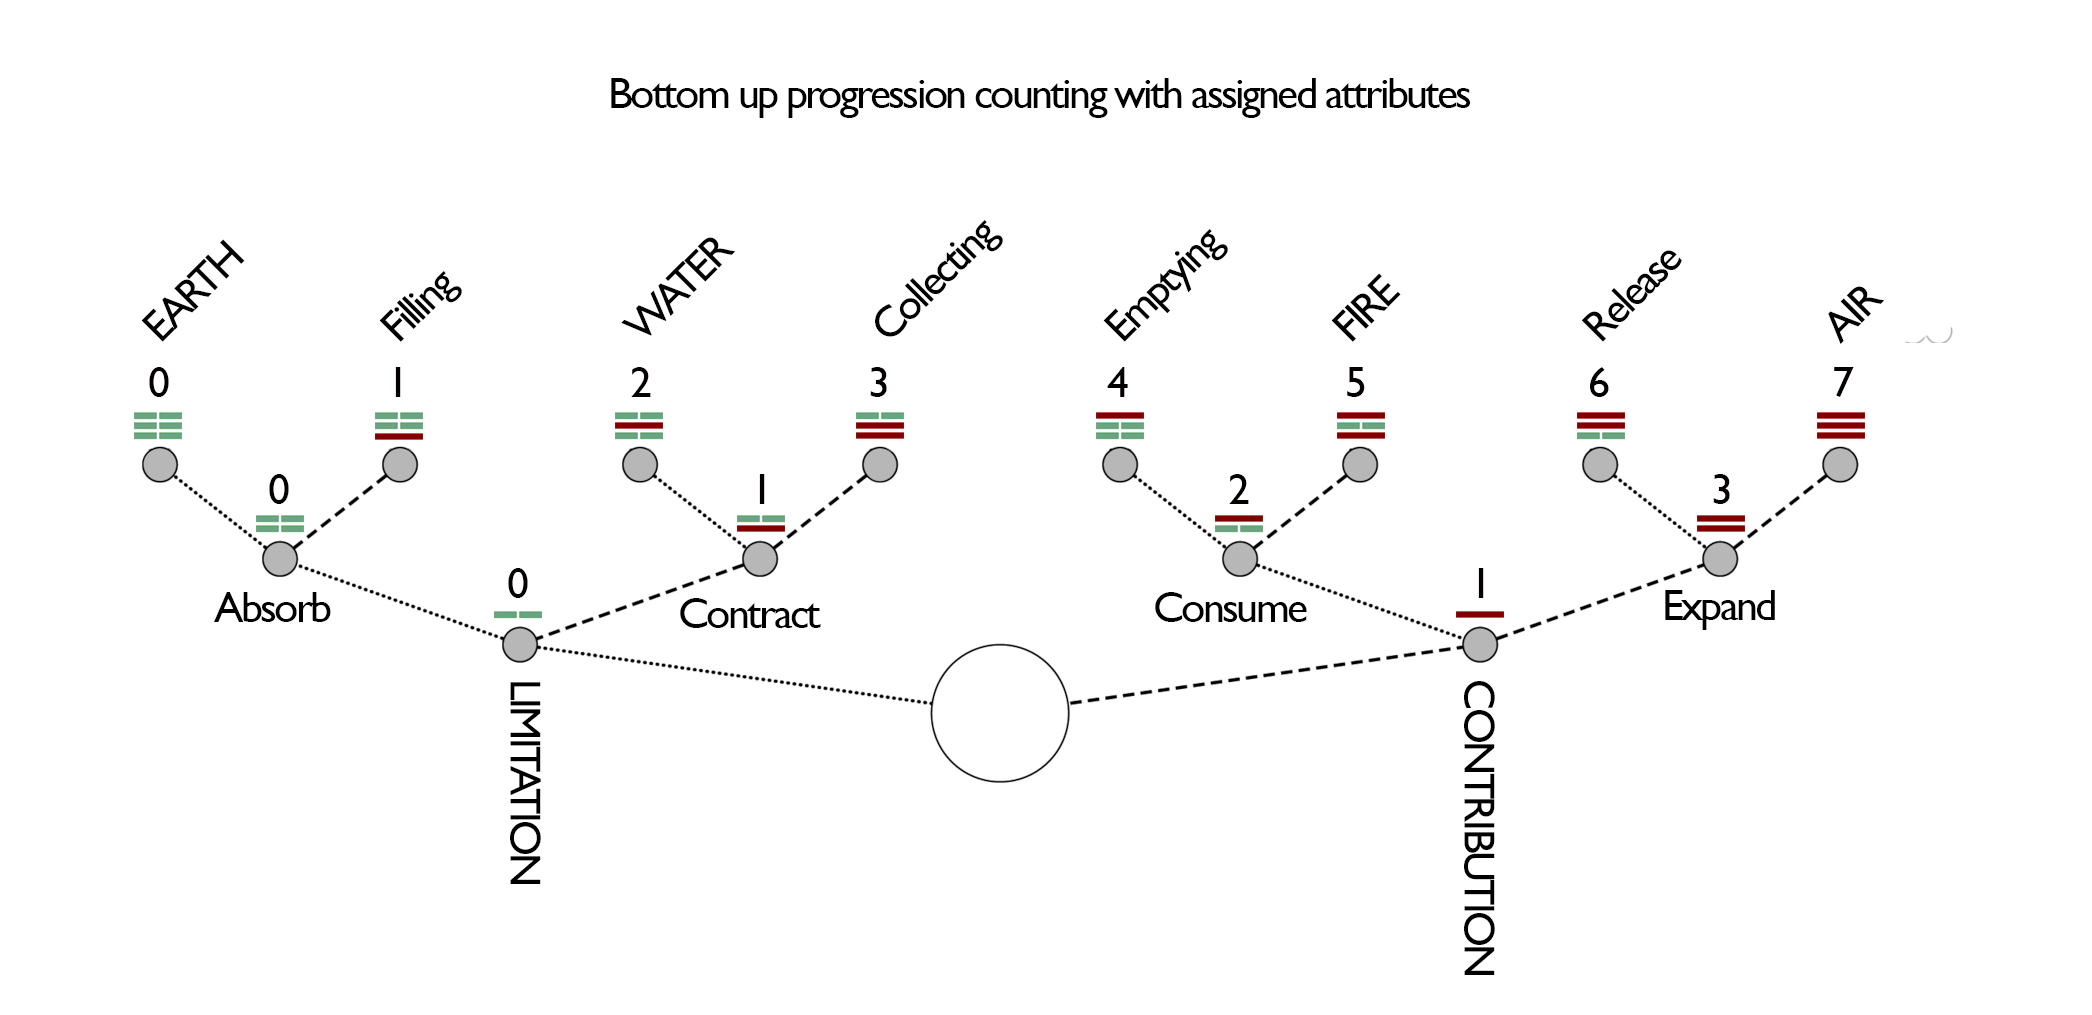 Bottom up progression counting with assigned attributes
EARTH
Filling
WATER
Collecting
Emptying
FIRE
Release
AIR
0
1
2
3
4
5
6
7
0
1
2
3
Absorb
Contract
Consume
Expand
0
1
LIMITATION
CONTRIBUTION